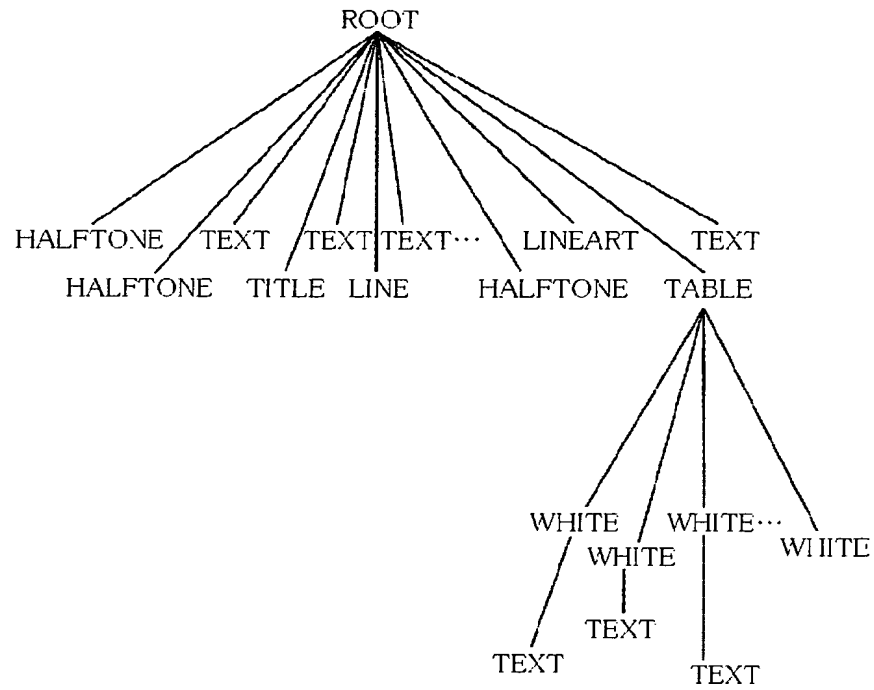 ROOT
HALFTONE TEXT TEXT TEXT··· LINEART TEXT
HALFTONE TITLE LINE HALFTONE TABLE
WHITE WHITE···
WHITE WHITE
TEXT
TEXT TEXT